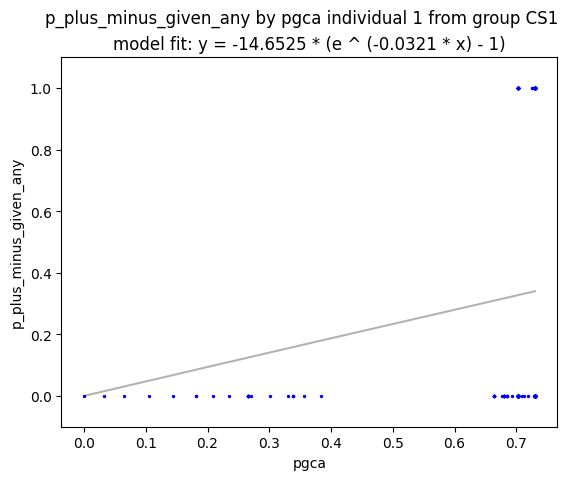 p_plus_minus_given_any by pgca individual 1 from group CS1
model fit: y = -14.6525 * (e ^ (-0.0321 * x) - 1)
1.0
0.8
0.6
0.4
0.2
0.0
p_plus_minus_given_any
0.0 0.1 0.2 0.3 0.4 0.5 0.6 0.7
pgca